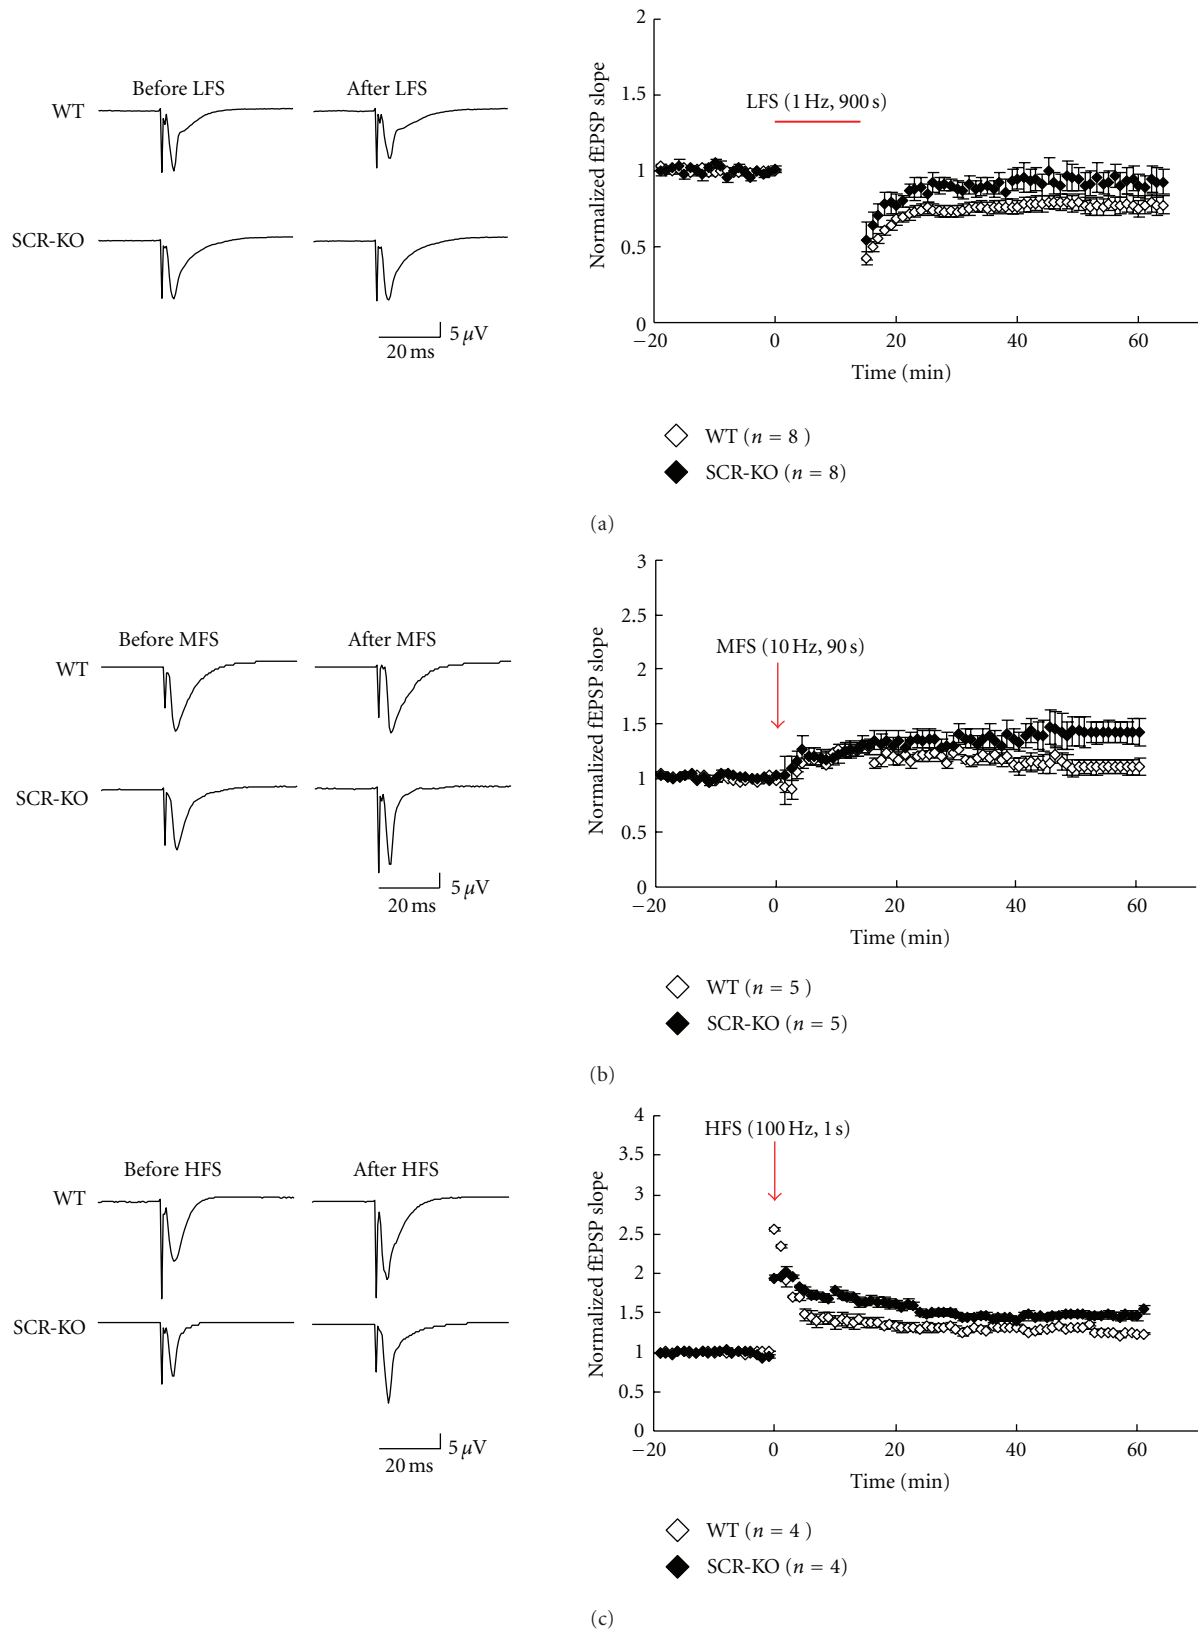 Before LFS
After LFS
WT
SCR-KO
5 µV
20 ms
Normalized fEPSP slope
2
1.5
1
0.5
0
LFS (1 Hz, 900 s)
−20
0
20
40
60
Time (min)
WT (n = 8 )
SCR-KO (n = 8)
(a)
Before MFS
After MFS
WT
SCR-KO
5 µV
20 ms
Normalized fEPSP slope
3
2.5
2
1.5
1
0.5
0
MFS (10 Hz, 90 s)
−20
0
20
40
60
Time (min)
WT (n = 5 )
SCR-KO (n = 5)
(b)
Before HFS
After HFS
WT
SCR-KO
5 µV
20 ms
Normalized fEPSP slope
4
3.5
3
2.5
2
1.5
1
0.5
0
HFS (100 Hz, 1 s)
−20
0
20
40
60
Time (min)
WT (n = 4 )
SCR-KO (n = 4)
(c)